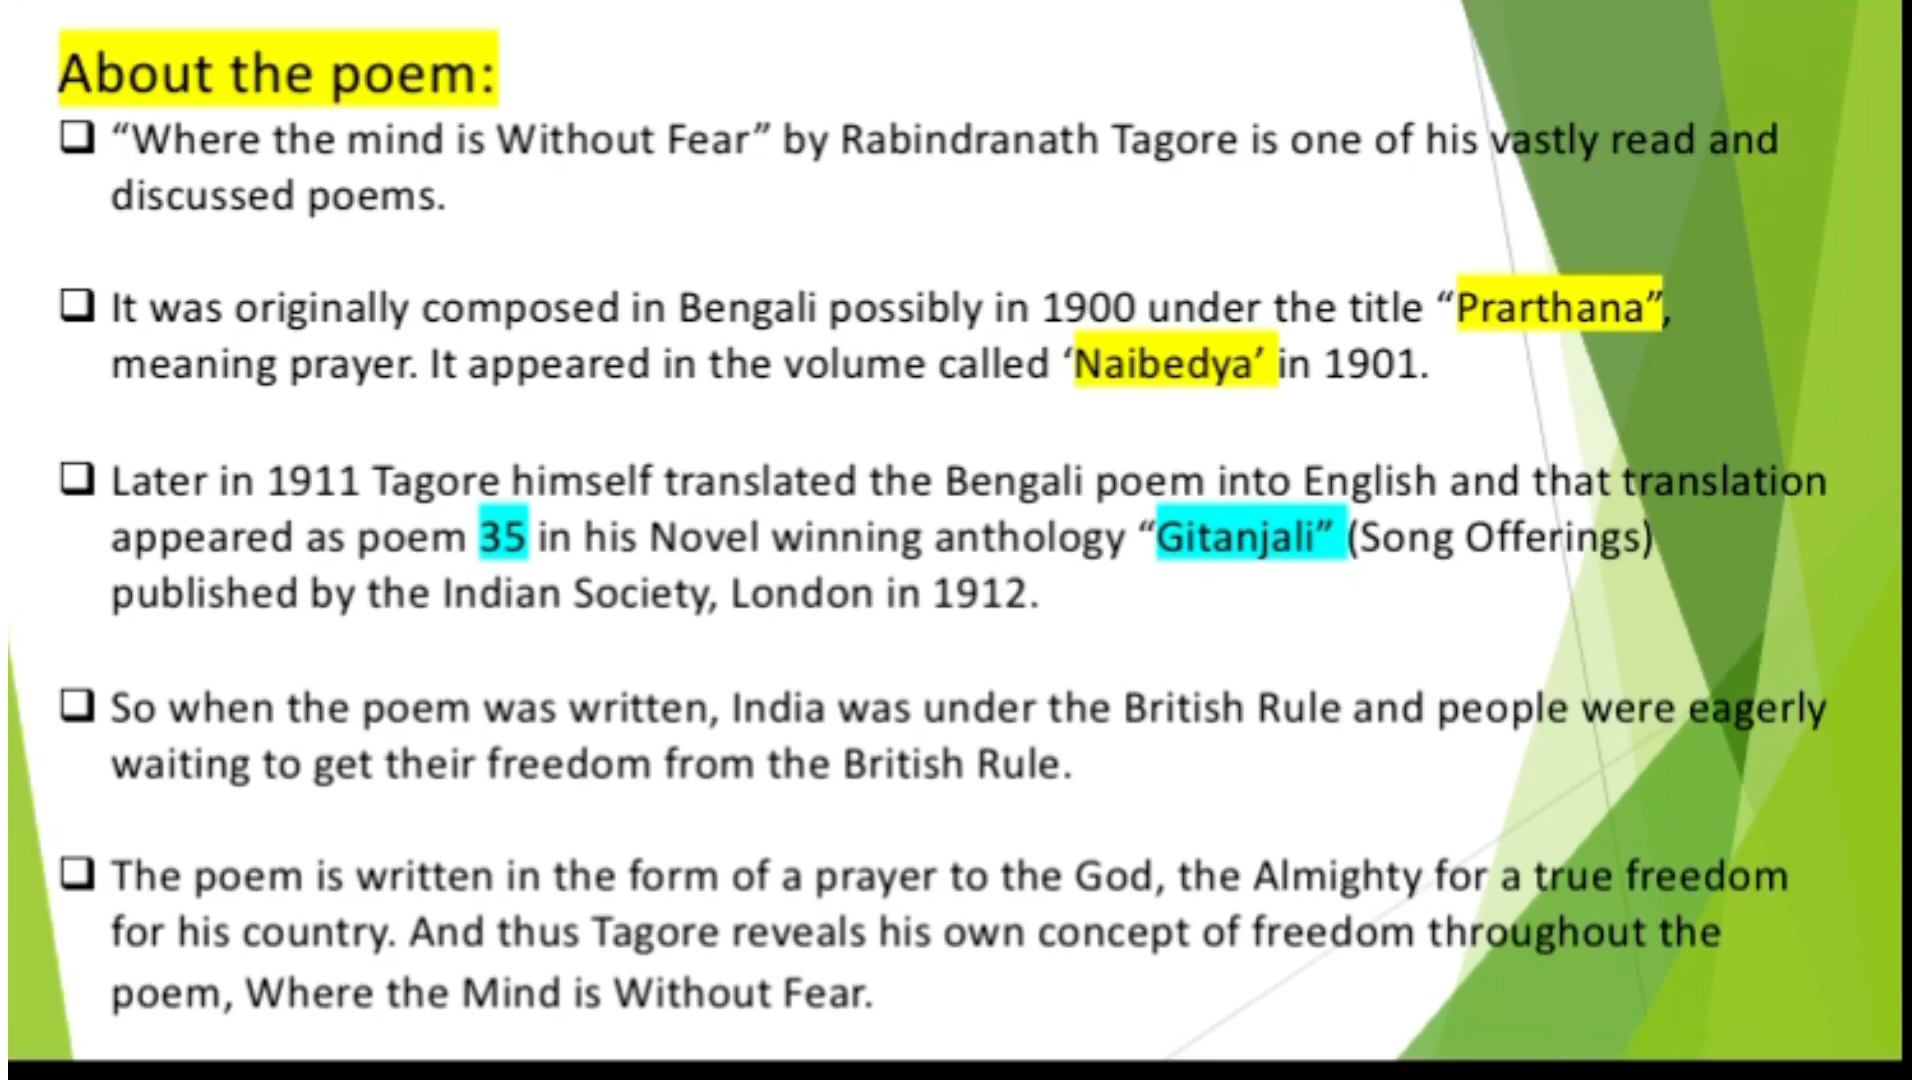 About the poem:
“Where the mind is Without Fear” by Rabindranath Tagore is one of his vastly read and
discussed poems.
It was originally composed in Bengali possibly in 1900 under the title “Prarthana”,
meaning prayer. It appeared in the volume called ‘Naibedya’ in 1901.
Later in 1911 Tagore himself translated the Bengali poem into English and that translation
appeared as poem 35 in his Novel winning anthology “Gitanjali” (Song Offerings)
published by the Indian Society, London in 1912.
So when the poem was written, India was under the British Rule and people were eagerly
waiting to get their freedom from the British Rule.
The poem is written in the form of a prayer to the God, the Almighty for a true freedom
for his country. And thus Tagore reveals his own concept of freedom throughout the
poem, Where the Mind is Without Fear.